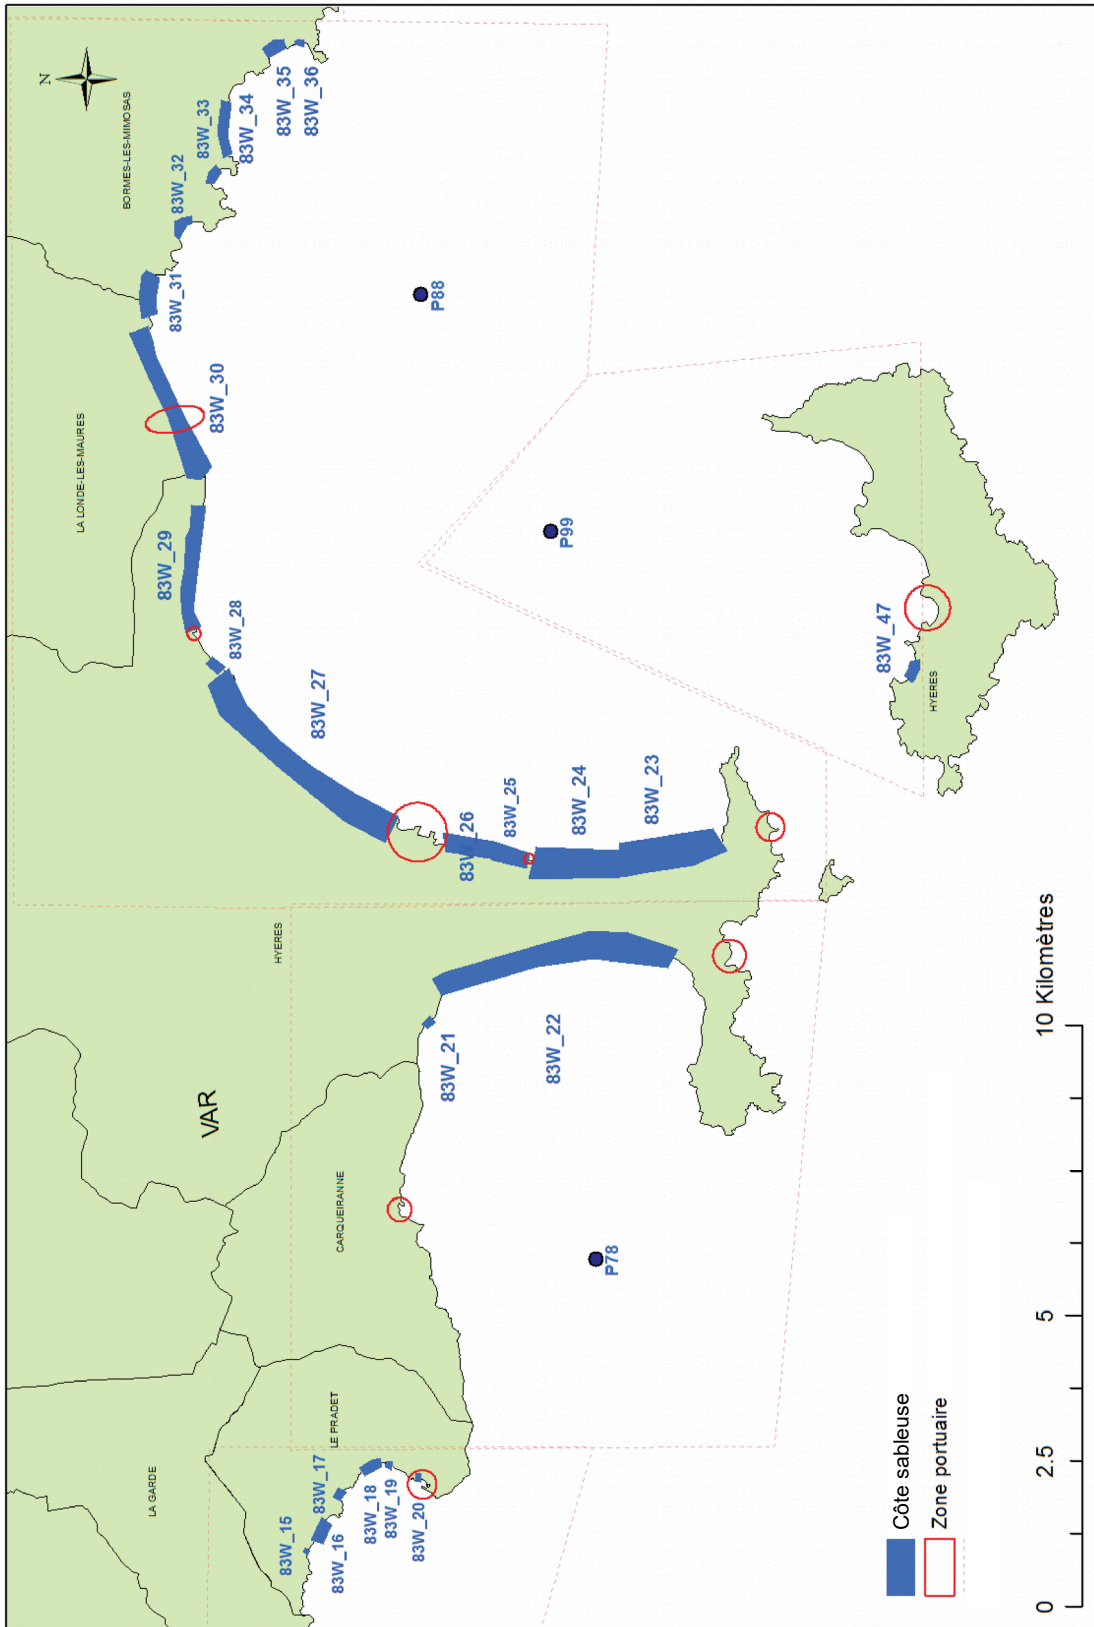 N
BORMES-LES-MIMOSAS
LA LONDE-LES-MAURES
HYERES
VAR
CARQUEIRANNE
LE PRADET
LA GARDE
HYERES
83W_15
83W_16
83W_17
83W_18
83W_19
83W_20
83W_21
83W_22
83W_23
83W_24
83W_25
83W_26
83W_27
83W_28
83W_29
83W_30
83W_31
83W_32
83W_33
83W_34
83W_35
83W_36
83W_47
P78
P88
P99
Côte sableuse
Zone portuaire
0 2.5 5 10 Kilomètres